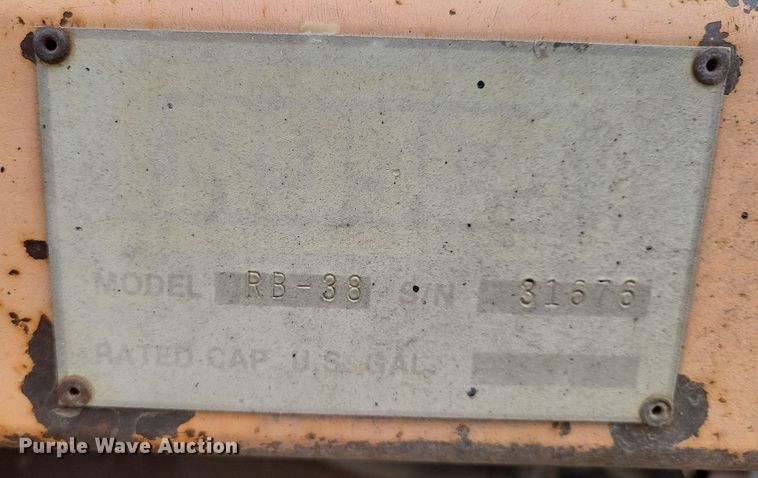 MODEL RB-38 S/N 31676
RATED CAP. U.S. GAL.
Purple Wave Auction